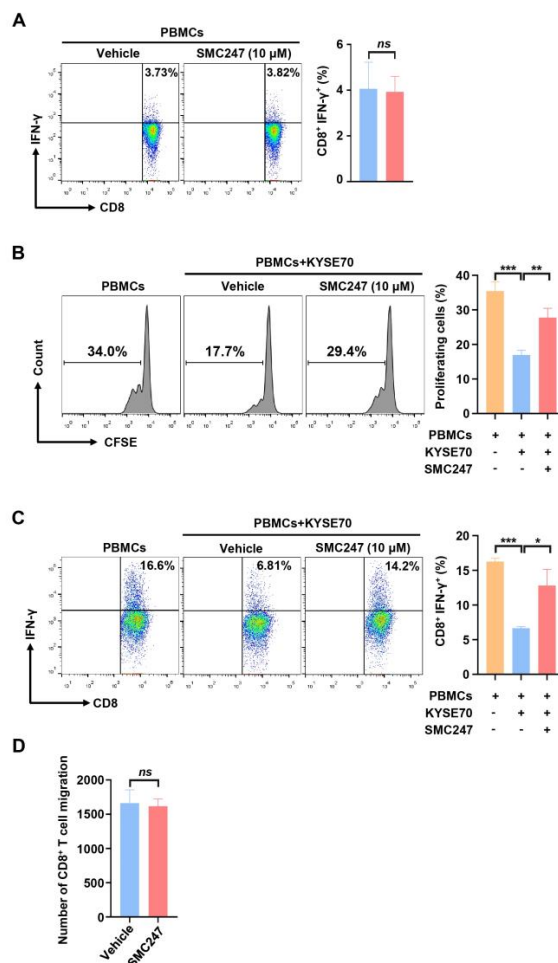 A
PBMCs
Vehicle
SMC247 (10 μM)
3.73%
3.82%
IFN-γ
CD8
CD8⁺ IFN-γ⁺ (%)
6
4
2
0
ns
B
PBMCs+KYSE70
PBMCs
Vehicle
SMC247 (10 μM)
34.0%
17.7%
29.4%
Count
CFSE
Proliferating cells (%)
40
30
20
10
0
***
**
PBMCs + + +
KYSE70 - + +
SMC247 - - +
C
PBMCs+KYSE70
PBMCs
Vehicle
SMC247 (10 μM)
16.6%
6.81%
14.2%
IFN-γ
CD8
CD8⁺ IFN-γ⁺ (%)
20
15
10
5
0
***
*
PBMCs + + +
KYSE70 - + +
SMC247 - - +
D
Number of CD8⁺ T cell migration
2000
1500
1000
500
0
ns
Vehicle
SMC247